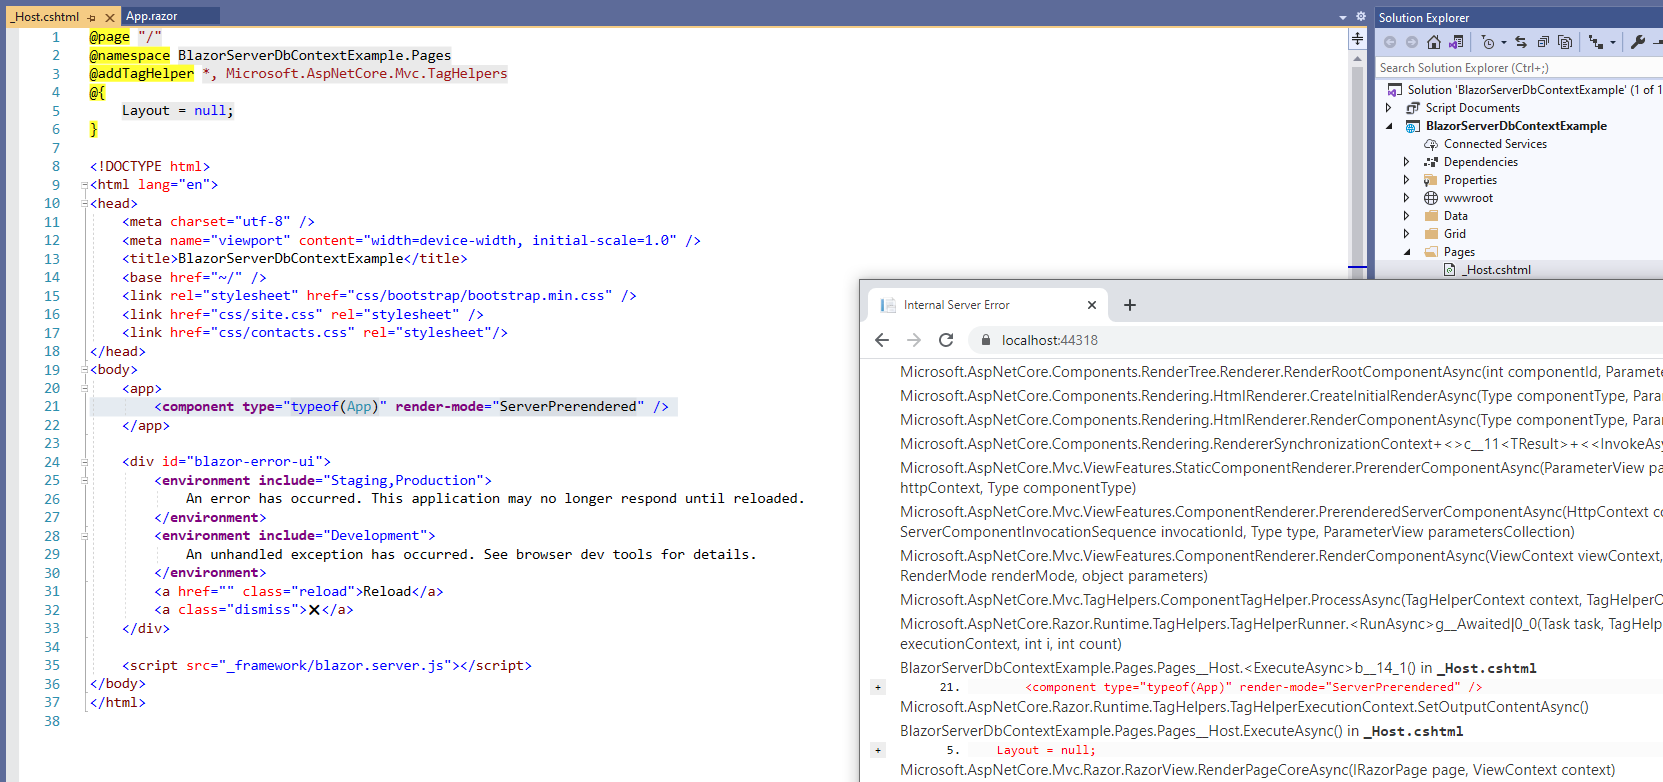 _Host.cshtml
App.razor
1 @page "/"
2 @namespace BlazorServerDbContextExample.Pages
3 @addTagHelper *, Microsoft.AspNetCore.Mvc.TagHelpers
4 @{
5 Layout = null;
6 }
7
8 <!DOCTYPE html>
9 <html lang="en">
10 <head>
11 <meta charset="utf-8" />
12 <meta name="viewport" content="width=device-width, initial-scale=1.0" />
13 <title>BlazorServerDbContextExample</title>
14 <base href="~/" />
15 <link rel="stylesheet" href="css/bootstrap/bootstrap.min.css" />
16 <link href="css/site.css" rel="stylesheet" />
17 <link href="css/contacts.css" rel="stylesheet"/>
18 </head>
19 <body>
20 <app>
21 <component type="typeof(App)" render-mode="ServerPrerendered" />
22 </app>
23
24 <div id="blazor-error-ui">
25 <environment include="Staging,Production">
26 An error has occurred. This application may no longer respond until reloaded.
27 </environment>
28 <environment include="Development">
29 An unhandled exception has occurred. See browser dev tools for details.
30 </environment>
31 <a href="" class="reload">Reload</a>
32 <a class="dismiss">🗙</a>
33 </div>
34
35 <script src="_framework/blazor.server.js"></script>
36 </body>
37 </html>
38
Solution Explorer
Search Solution Explorer (Ctrl+;)
Solution 'BlazorServerDbContextExample' (1 of 1
Script Documents
BlazorServerDbContextExample
Connected Services
Dependencies
Properties
wwwroot
Data
Grid
Pages
_Host.cshtml
Internal Server Error
localhost:44318
Microsoft.AspNetCore.Components.RenderTree.Renderer.RenderRootComponentAsync(int componentId, Paramete
Microsoft.AspNetCore.Components.Rendering.HtmlRenderer.CreateInitialRenderAsync(Type componentType, Para
Microsoft.AspNetCore.Components.Rendering.HtmlRenderer.RenderComponentAsync(Type componentType, Para
Microsoft.AspNetCore.Components.Rendering.RendererSynchronizationContext+<>c__11<TResult>+<<InvokeAsy
Microsoft.AspNetCore.Mvc.ViewFeatures.StaticComponentRenderer.PrerenderComponentAsync(ParameterView pa
httpContext, Type componentType)
Microsoft.AspNetCore.Mvc.ViewFeatures.ComponentRenderer.PrerenderedServerComponentAsync(HttpContext co
ServerComponentInvocationSequence invocationId, Type type, ParameterView parametersCollection)
Microsoft.AspNetCore.Mvc.ViewFeatures.ComponentRenderer.RenderComponentAsync(ViewContext viewContext,
RenderMode renderMode, object parameters)
Microsoft.AspNetCore.Mvc.TagHelpers.ComponentTagHelper.ProcessAsync(TagHelperContext context, TagHelperO
Microsoft.AspNetCore.Razor.Runtime.TagHelpers.TagHelperRunner.<RunAsync>g__Awaited|0_0(Task task, TagHelp
executionContext, int i, int count)
BlazorServerDbContextExample.Pages.Pages__Host.<ExecuteAsync>b__14_1() in _Host.cshtml
+ 21. <component type="typeof(App)" render-mode="ServerPrerendered" />
Microsoft.AspNetCore.Razor.Runtime.TagHelpers.TagHelperExecutionContext.SetOutputContentAsync()
BlazorServerDbContextExample.Pages.Pages__Host.ExecuteAsync() in _Host.cshtml
+ 5. Layout = null;
Microsoft.AspNetCore.Mvc.Razor.RazorView.RenderPageCoreAsync(IRazorPage page, ViewContext context)